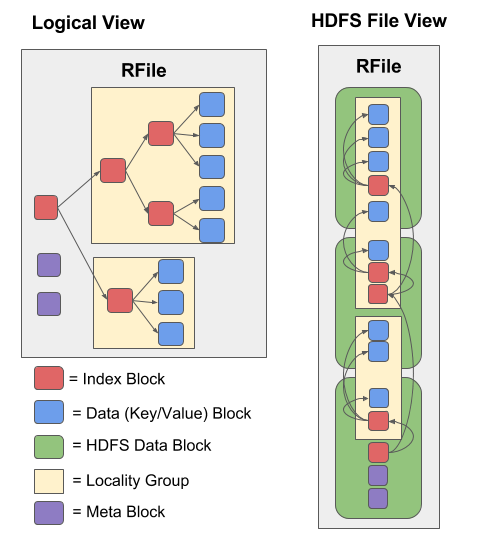 Logical View
HDFS File View
RFile
RFile
= Index Block
= Data (Key/Value) Block
= HDFS Data Block
= Locality Group
= Meta Block